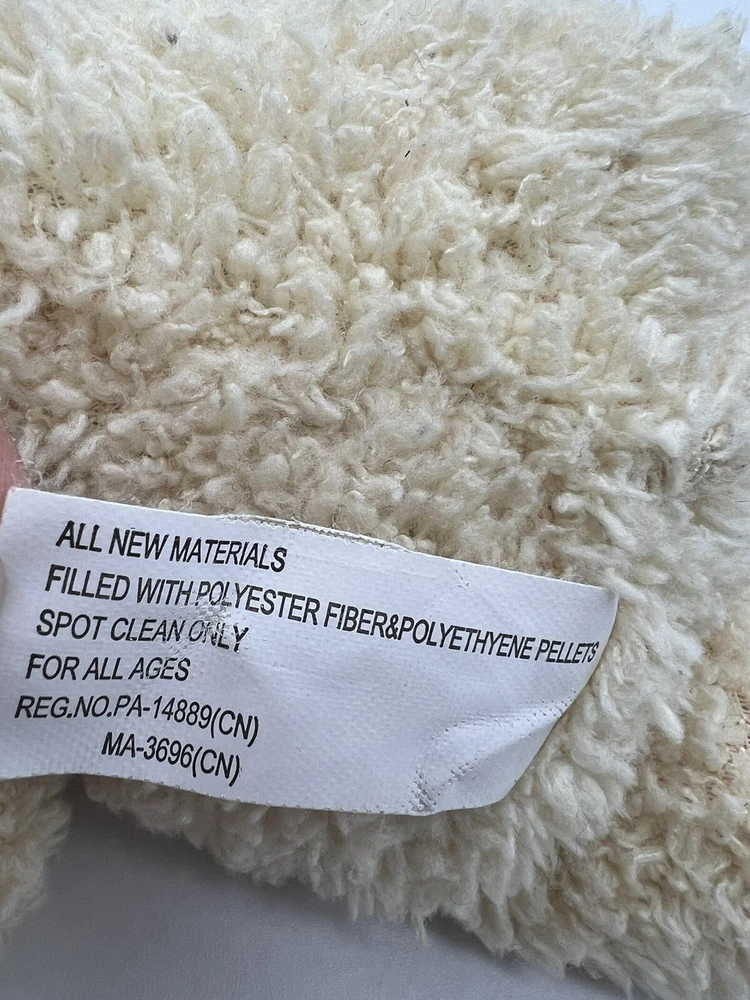 ALL NEW MATERIALS
FILLED WITH POLYESTER FIBER&POLYETHYENE PELLETS
SPOT CLEAN ONLY
FOR ALL AGES
REG.NO.PA-14889(CN)
MA-3696(CN)